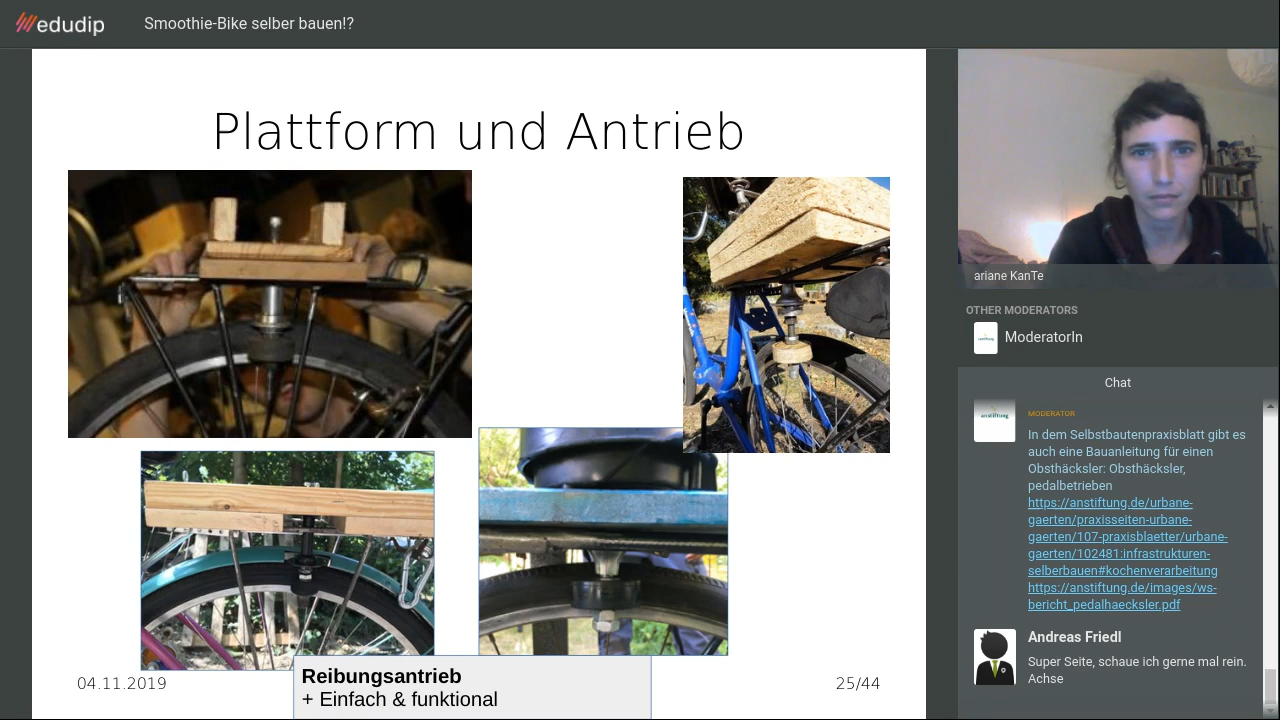 edudip
Smoothie-Bike selber bauen!?
Plattform und Antrieb
Reibungsantrieb
+ Einfach & funktional
04.11.2019
25/44
ariane KanTe
OTHER MODERATORS
ModeratorIn
Chat
anstiftung
MODERATOR
In dem Selbstbautenpraxisblatt gibt es
auch eine Bauanleitung für einen
Obsthäcksler: Obsthäcksler,
pedalbetrieben
https://anstiftung.de/urbane-
gaerten/praxisseiten-urbane-
gaerten/107-praxisblaetter/urbane-
gaerten/102481:infrastrukturen-
selberbauen#kochenverarbeitung
https://anstiftung.de/images/ws-
bericht_pedalhaecksler.pdf
Andreas Friedl
Super Seite, schaue ich gerne mal rein.
Achse